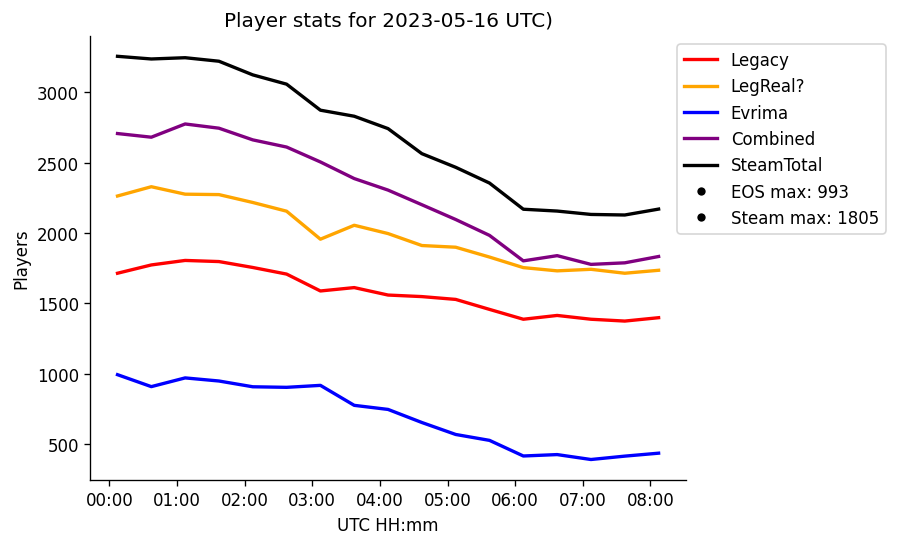 Player stats for 2023-05-16 UTC)
Legacy
LegReal?
Evrima
Combined
SteamTotal
EOS max: 993
Steam max: 1805
Players
3000
2500
2000
1500
1000
500
00:00 01:00 02:00 03:00 04:00 05:00 06:00 07:00 08:00
UTC HH:mm